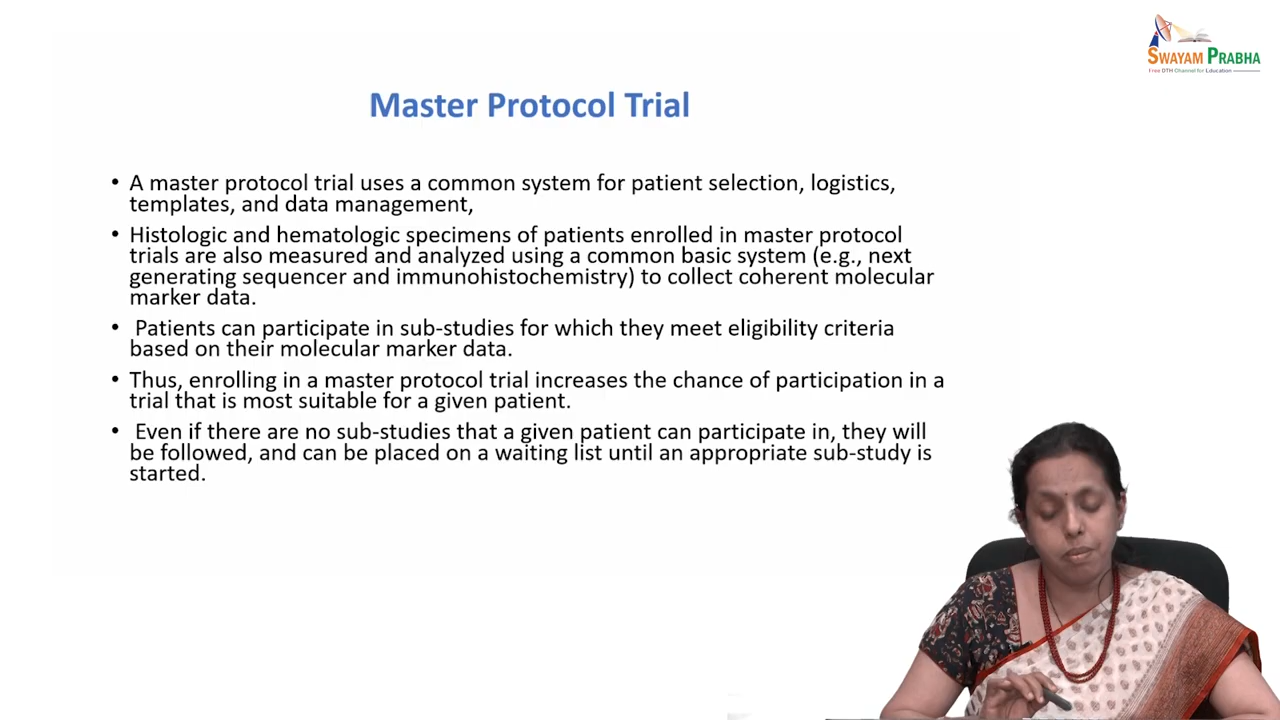 SWAYAM PRABHA
Free DTH Channel for Education
Master Protocol Trial
• A master protocol trial uses a common system for patient selection, logistics,
templates, and data management,
• Histologic and hematologic specimens of patients enrolled in master protocol
trials are also measured and analyzed using a common basic system (e.g., next
generating sequencer and immunohistochemistry) to collect coherent molecular
marker data.
• Patients can participate in sub-studies for which they meet eligibility criteria
based on their molecular marker data.
• Thus, enrolling in a master protocol trial increases the chance of participation in a
trial that is most suitable for a given patient.
• Even if there are no sub-studies that a given patient can participate in, they will
be followed, and can be placed on a waiting list until an appropriate sub-study is
started.